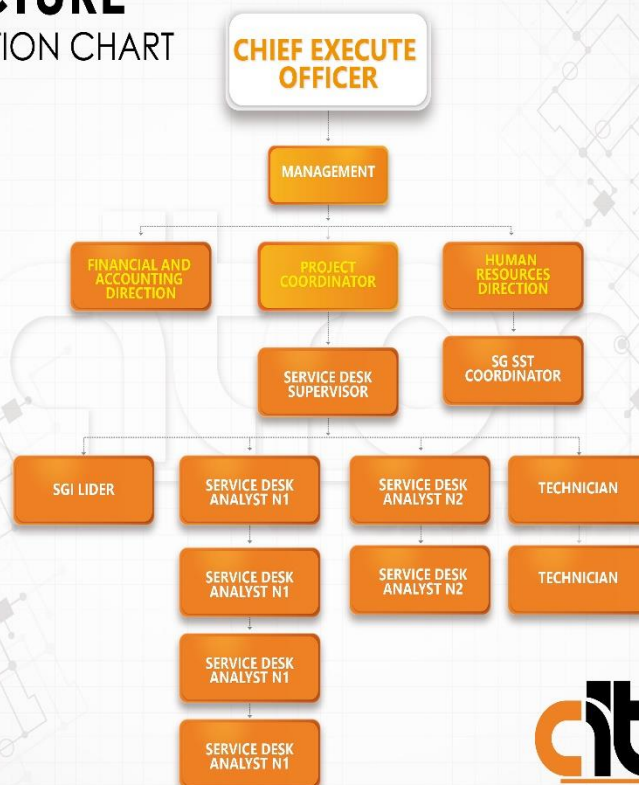 CTURE
TION CHART
CHIEF EXECUTE
OFFICER
MANAGEMENT
FINANCIAL AND
ACCOUNTING
DIRECTION
PROJECT
COORDINATOR
HUMAN
RESOURCES
DIRECTION
SERVICE DESK
SUPERVISOR
SG SST
COORDINATOR
SGI LIDER
SERVICE DESK
ANALYST N1
SERVICE DESK
ANALYST N2
TECHNICIAN
SERVICE DESK
ANALYST N1
SERVICE DESK
ANALYST N2
TECHNICIAN
SERVICE DESK
ANALYST N1
SERVICE DESK
ANALYST N1